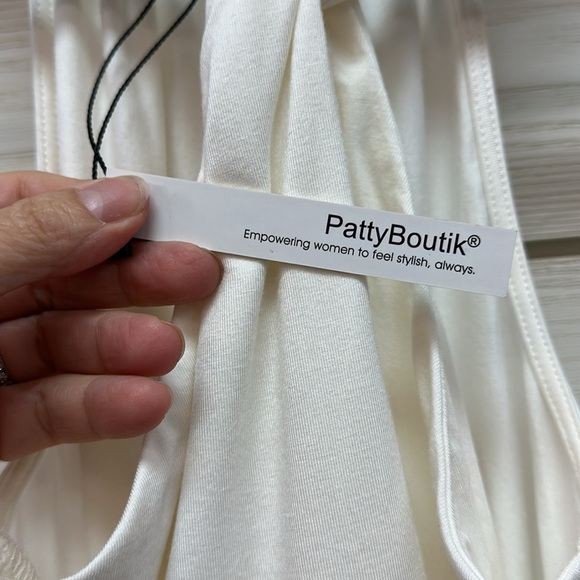 PattyBoutik®
Empowering women to feel stylish, always.